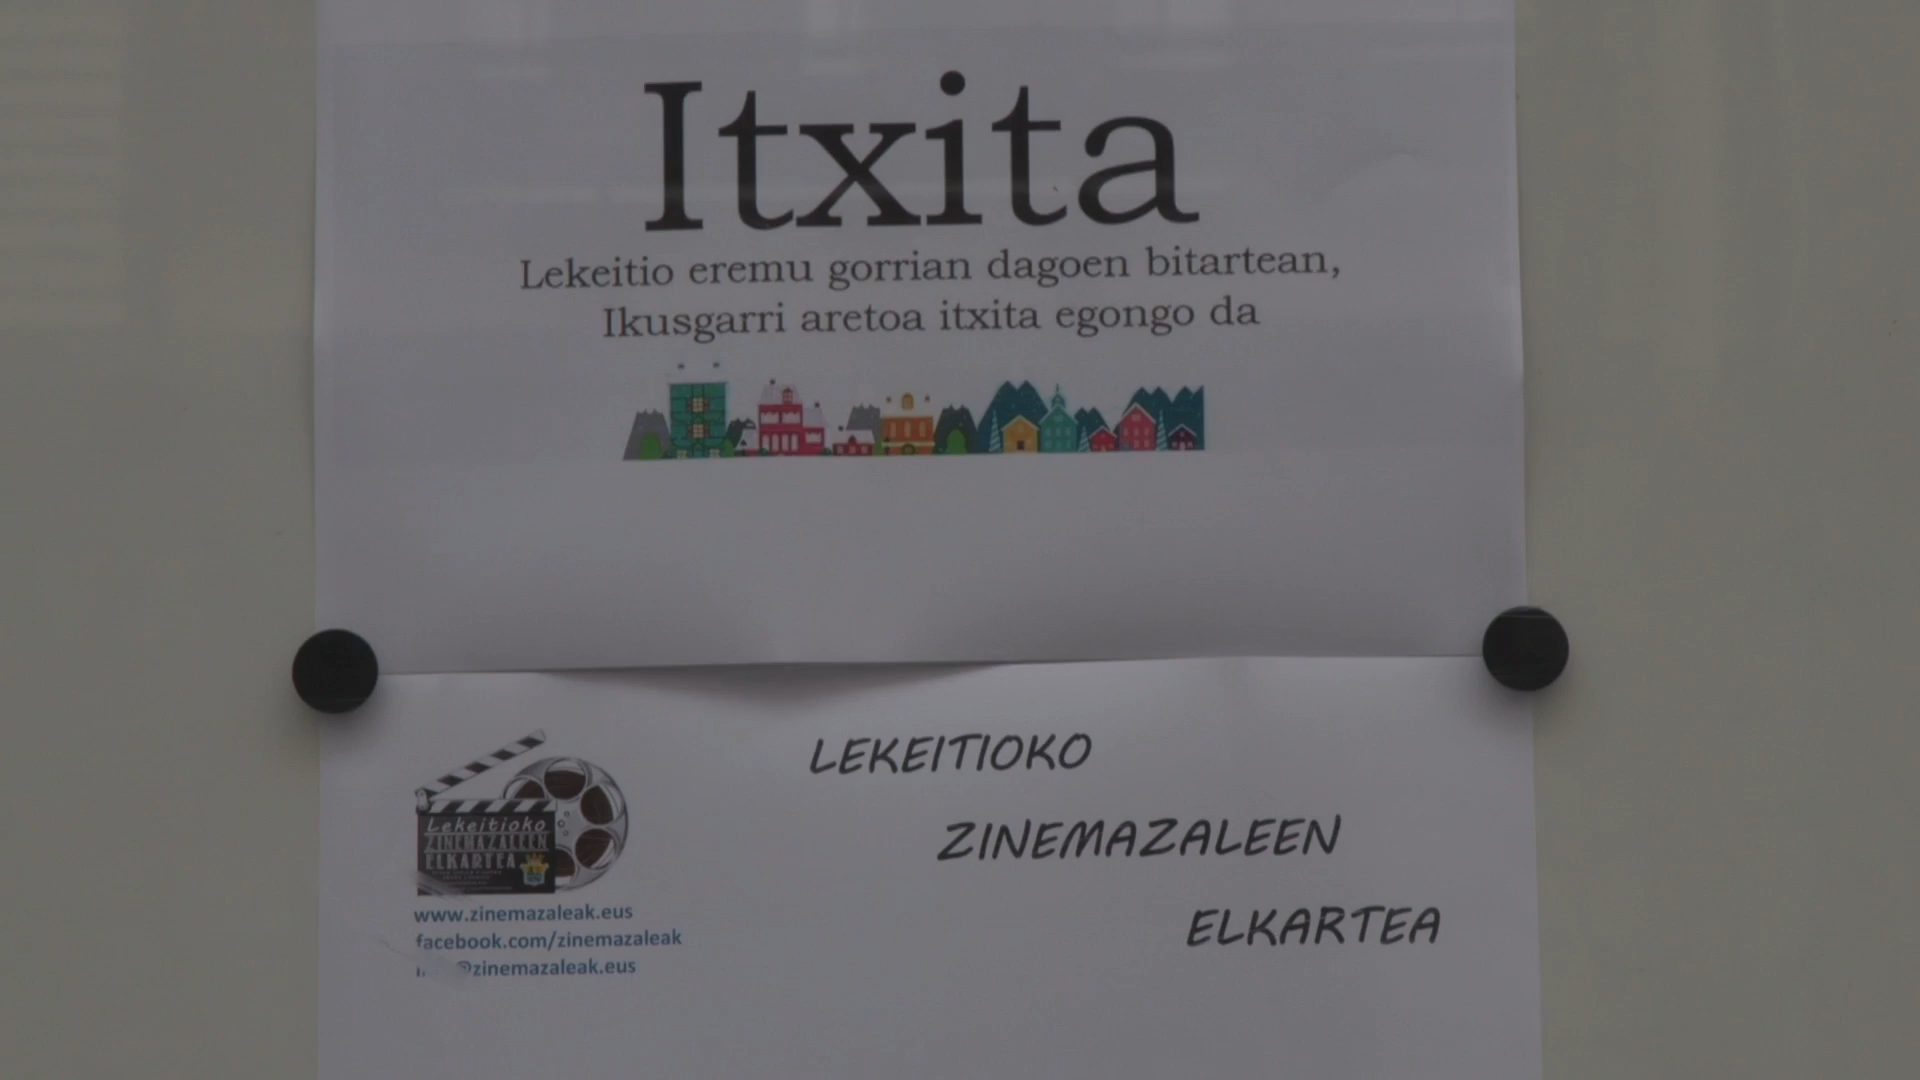 Itxita
Lekeitio eremu gorrian dagoen bitartean,
Ikusgarri aretoa itxita egongo da
LEKEITIOKO
ZINEMAZALEEN
ELKARTEA
Lekeitioko
ZINEMAZALEEN
ELKARTEA
www.zinemazaleak.eus
facebook.com/zinemazaleak
@zinemazaleak.eus